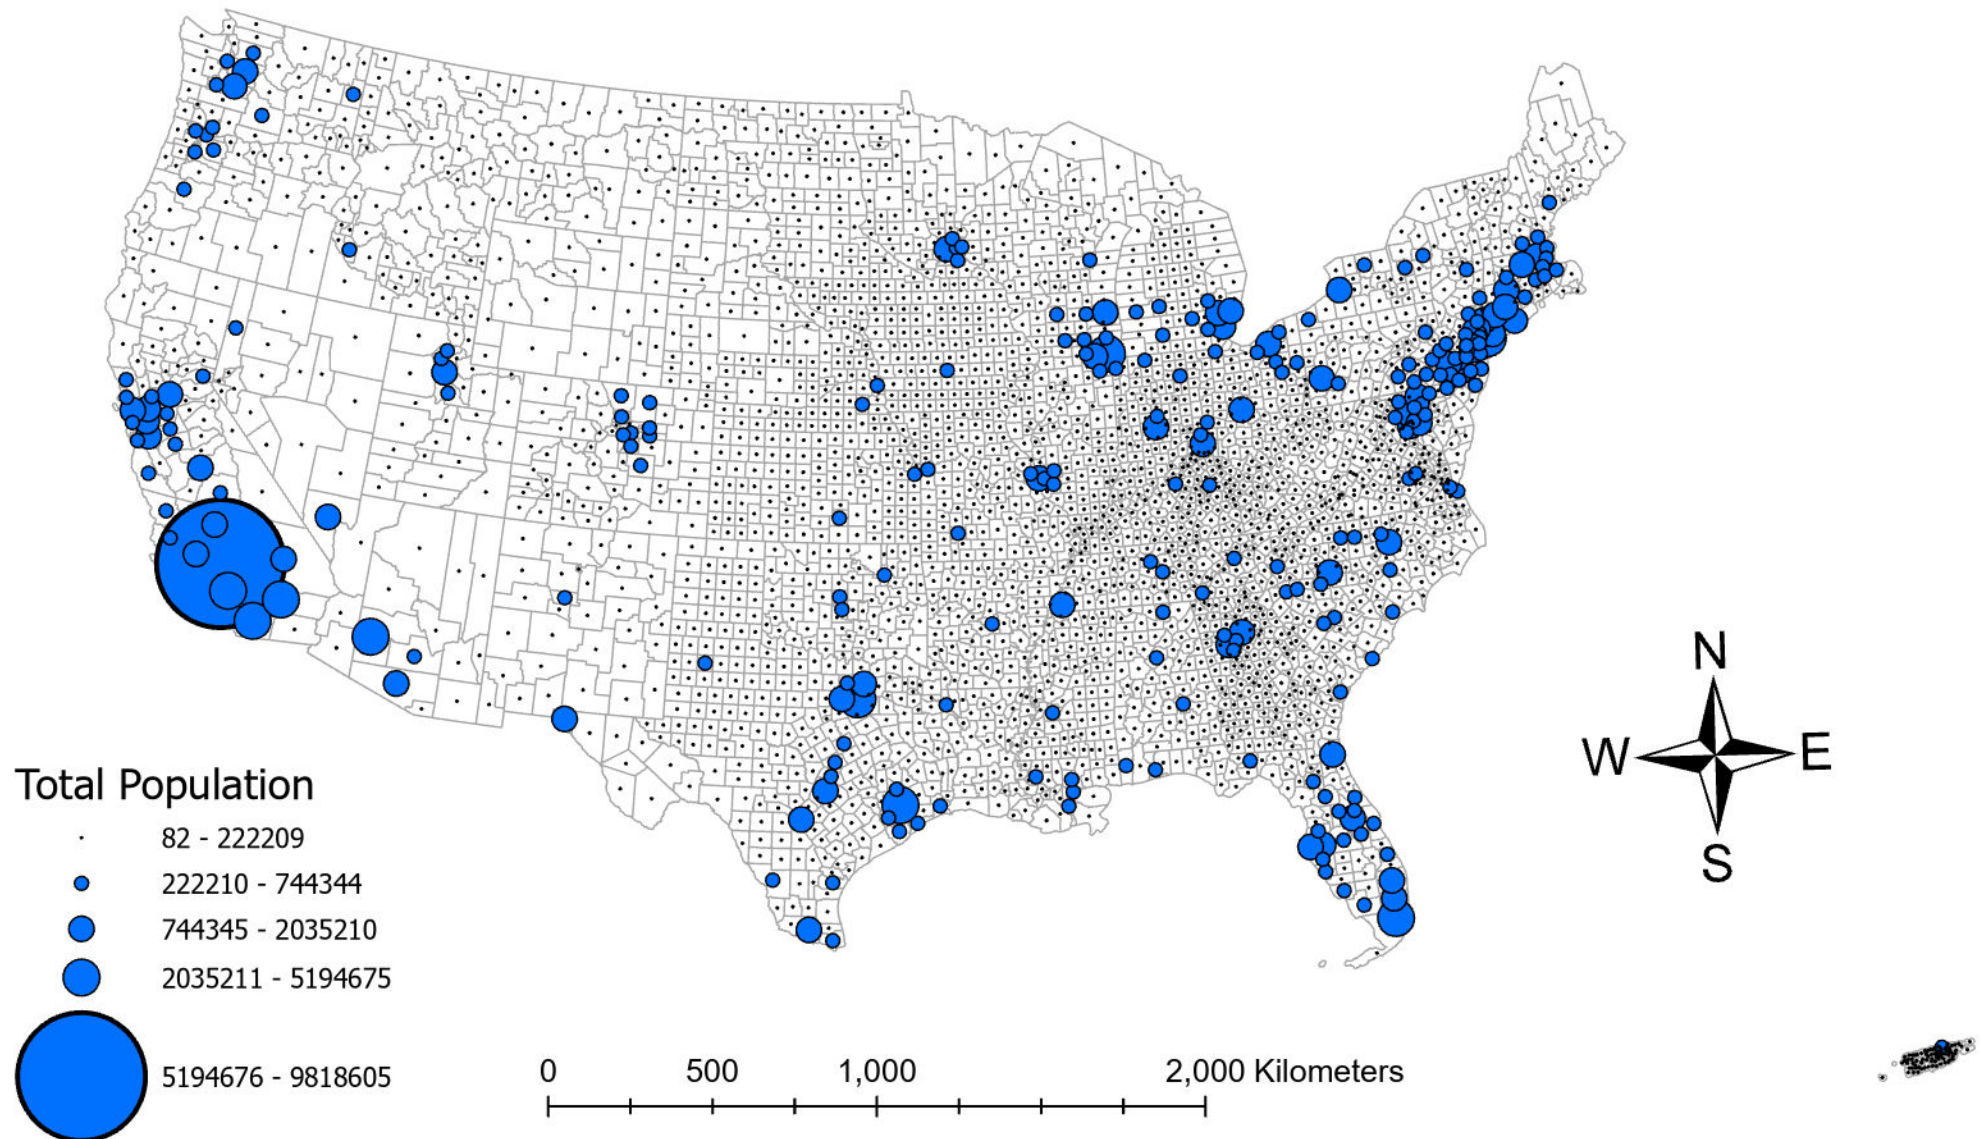 N
W E
S
Total Population
82 - 222209
222210 - 744344
744345 - 2035210
2035211 - 5194675
5194676 - 9818605
0 500 1,000 2,000 Kilometers